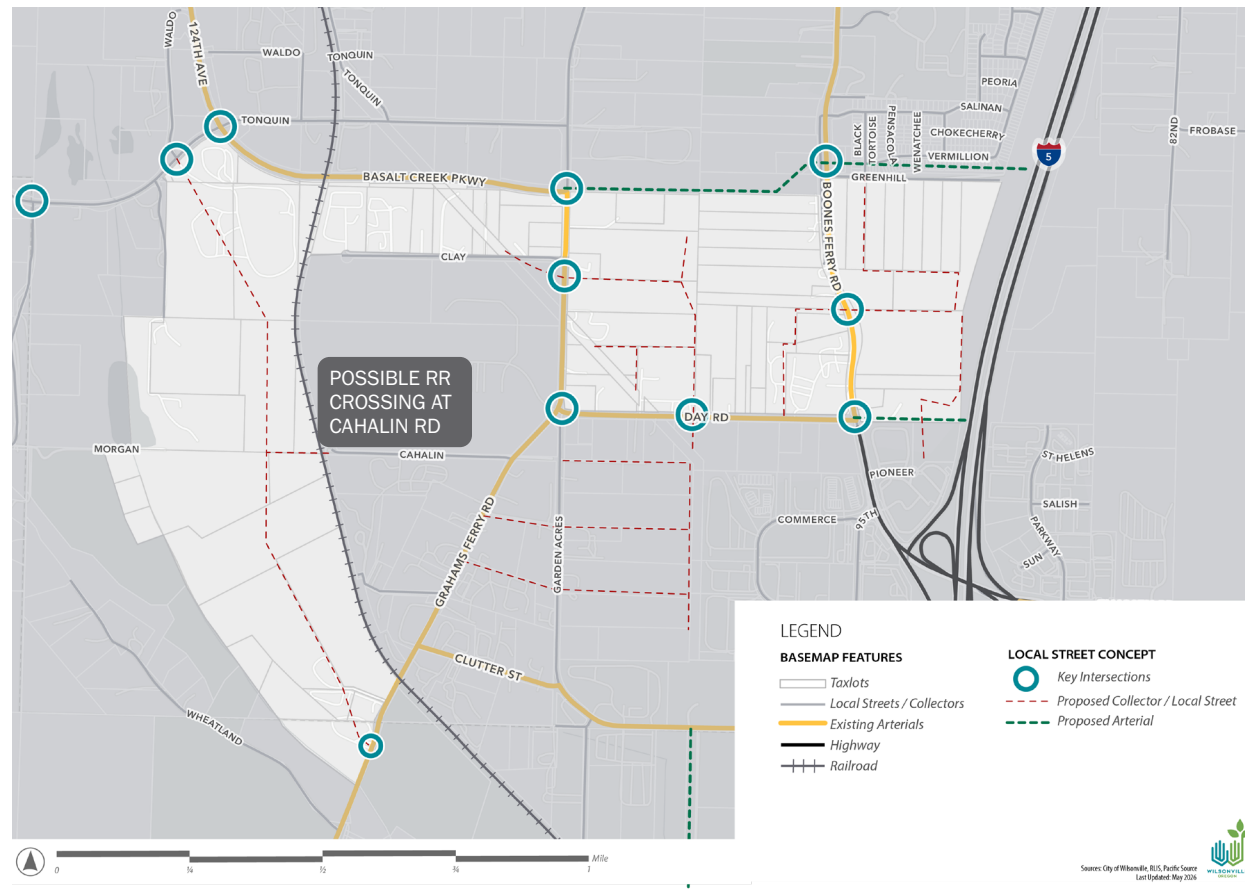 WALDO
124TH AVE
WALDO
TONQUIN
TONQUIN
TONQUIN
PEORIA
SALINAN
BLACK
TORTOISE
PENSACOLA
WENATCHEE
CHOKECHERRY
VERMILLION
GREENHILL
5
82ND
FROBASE
BASALT CREEK PKWY
BOONES FERRY RD
CLAY
POSSIBLE RR
CROSSING AT
CAHALIN RD
DAY RD
MORGAN
CAHALIN
PIONEER
ST HELENS
COMMERCE
95TH
SALISH
PARKWAY
SUN
GRAHAMS FERRY RD
GARDEN ACRES
CLUTTER ST
WHEATLAND
LEGEND
BASEMAP FEATURES
Taxlots
Local Streets / Collectors
Existing Arterials
Highway
Railroad
LOCAL STREET CONCEPT
Key Intersections
Proposed Collector / Local Street
Proposed Arterial
0
¼
½
¾
1
Mile
Sources: City of Wilsonville, RLIS, Pacific Source
Last Updated: May 2026
WILSONVILLE
OREGON